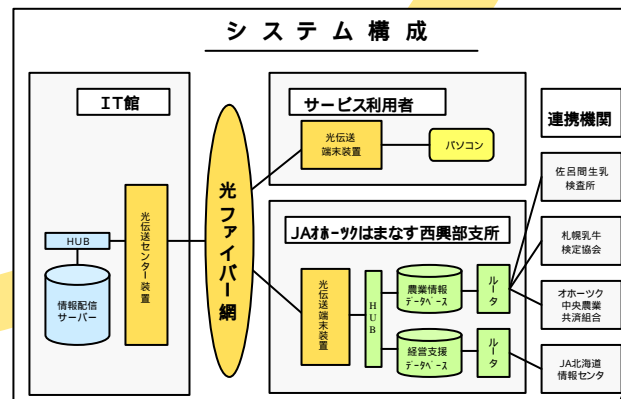 システム構成
IT館
HUB
情報配信
サーバー
光伝送センター装置
光ファイバー網
サービス利用者
光伝送
端末装置
パソコン
JAオホーツクはまなす西興部支所
光伝送端末装置
HUB
農業情報
データベース
ルータ
経営支援
データベース
ルータ
連携機関
佐呂間生乳
検査所
札幌乳牛
検定協会
オホーツク
中央農業
共済組合
JA北海道
情報センタ